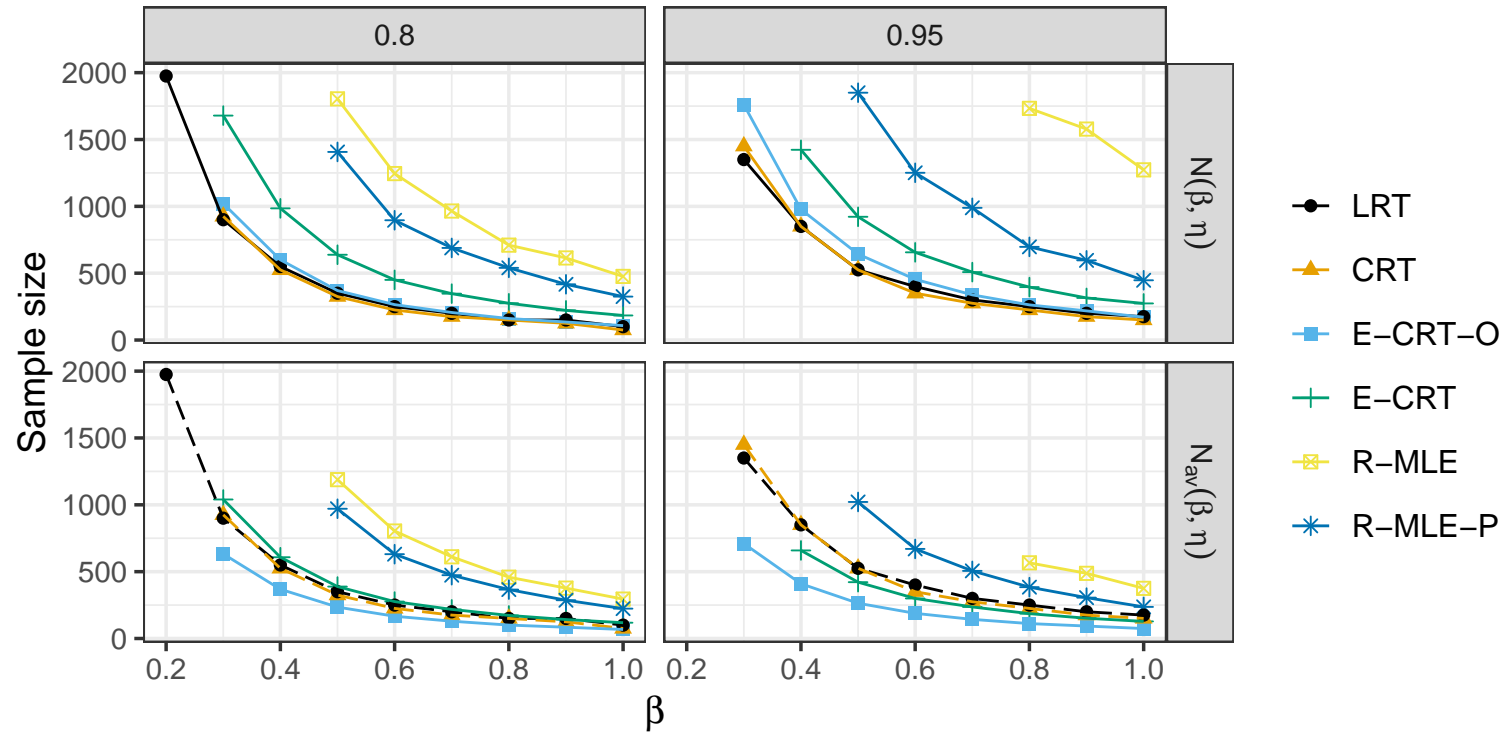 0.8 0.95
Sample size
2000
1500
1000
500
0
N(β, η)
2000
1500
1000
500
0
N_av(β, η)
0.2 0.4 0.6 0.8 1.0 0.2 0.4 0.6 0.8 1.0
β
LRT
CRT
E−CRT−O
E−CRT
R−MLE
R−MLE−P